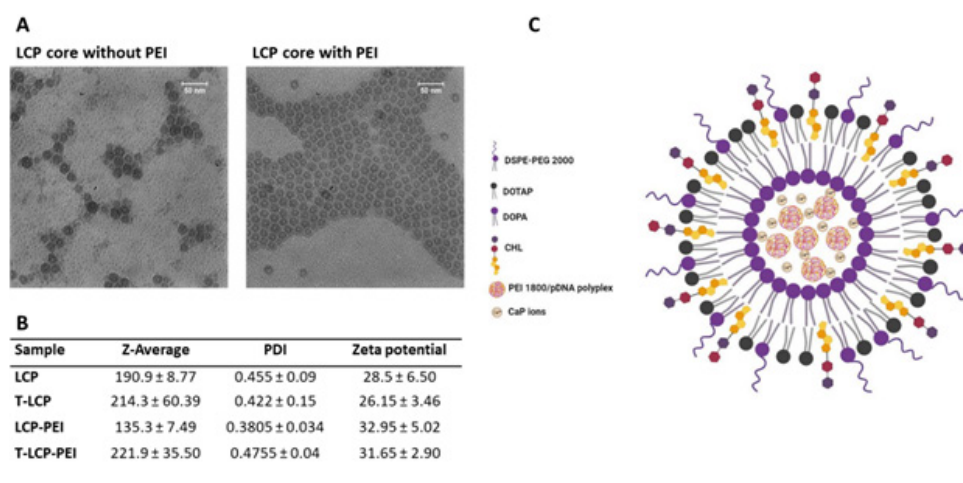 A
LCP core without PEI
LCP core with PEI
50 nm
50 nm
B
Sample Z-Average PDI Zeta potential
LCP 190.9 ± 8.77 0.455 ± 0.09 28.5 ± 6.50
T-LCP 214.3 ± 60.39 0.422 ± 0.15 26.15 ± 3.46
LCP-PEI 135.3 ± 7.49 0.3805 ± 0.034 32.95 ± 5.02
T-LCP-PEI 221.9 ± 35.50 0.4755 ± 0.04 31.65 ± 2.90
C
DSPE-PEG 2000
DOTAP
DOPA
CHL
PEI 1800/pDNA polyplex
CaP ions